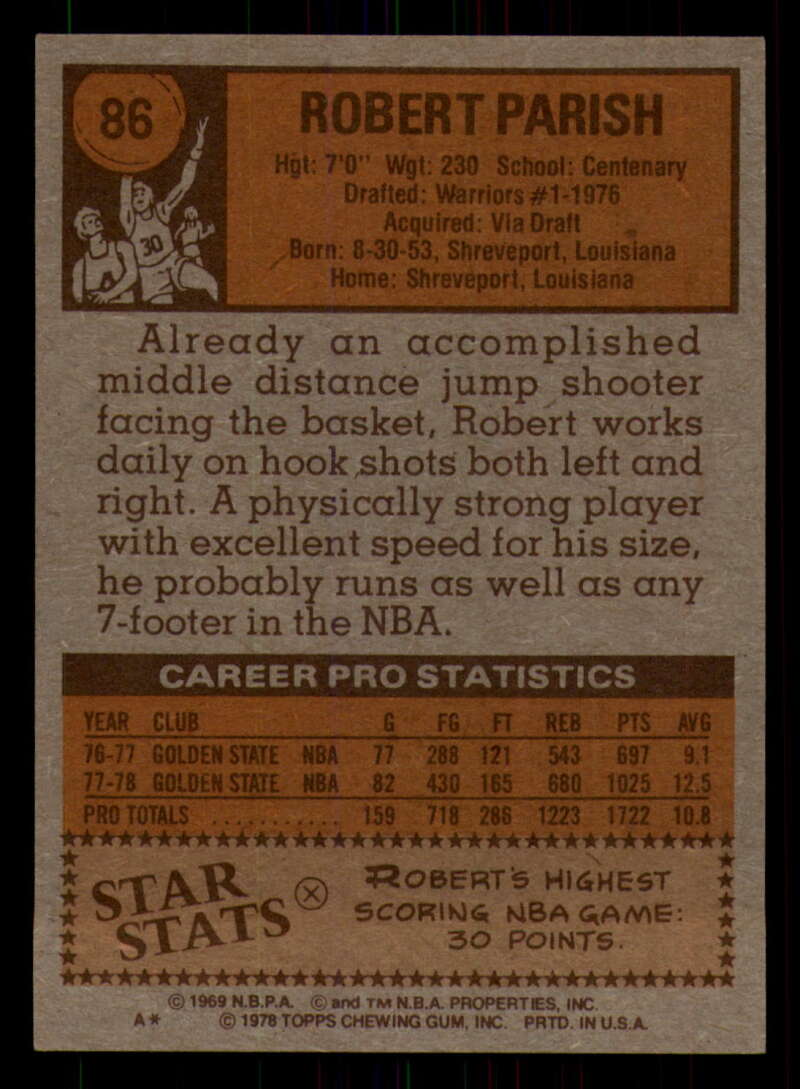 86
ROBERT PARISH
Hgt: 7'0" Wgt: 230 School: Centenary
Drafted: Warriors #1-1976
Acquired: Via Draft
Born: 8-30-53, Shreveport, Louisiana
Home: Shreveport, Louisiana
30
Already an accomplished
middle distance jump shooter
facing the basket, Robert works
daily on hook shots both left and
right. A physically strong player
with excellent speed for his size,
he probably runs as well as any
7-footer in the NBA.
CAREER PRO STATISTICS
YEAR CLUB G FG FT REB PTS AVG
76-77 GOLDEN STATE NBA 77 288 121 543 697 9.1
77-78 GOLDEN STATE NBA 82 430 165 680 1025 12.5
PRO TOTALS ........... 159 718 286 1223 1722 10.8
STAR STATS
ROBERT'S HIGHEST
SCORING NBA GAME:
30 POINTS.
© 1969 N.B.P.A. © and TM N.B.A. PROPERTIES, INC.
A* © 1978 TOPPS CHEWING GUM, INC. PRTD. IN U.S.A.